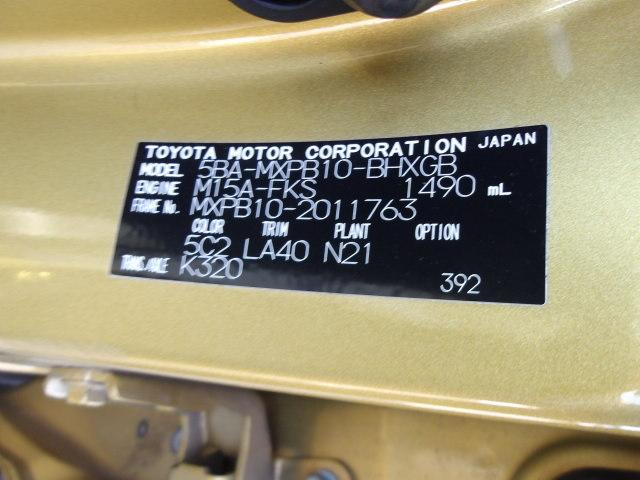 TOYOTA MOTOR CORPORATION JAPAN
MODEL 5BA-MXPB10-BHXGB
ENGINE M15A-FKS 1490 mL
FRAME No. MXPB10-2011763
COLOR TRIM PLANT OPTION
5C2 LA40 N21
TRANS./AXLE K320
392